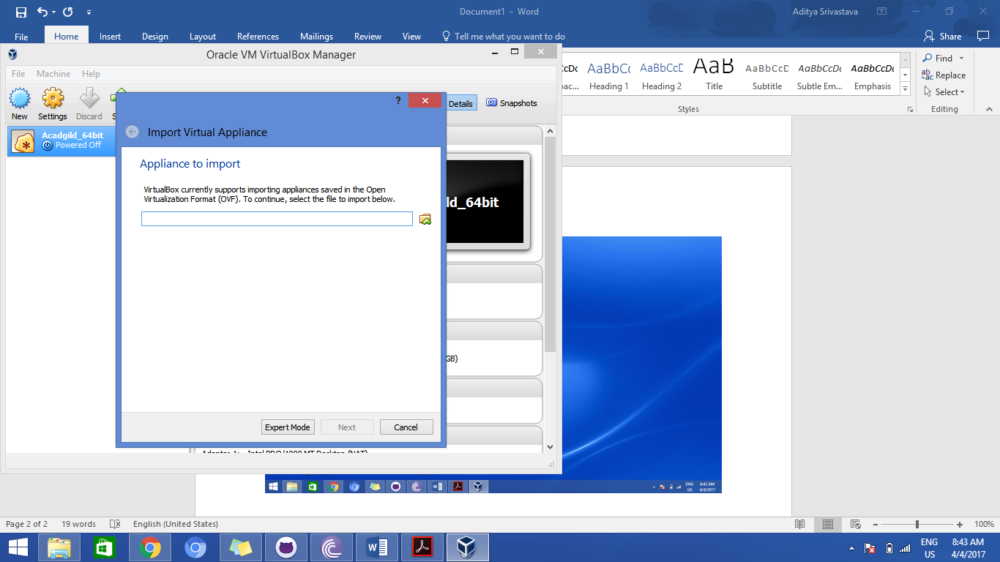 Document1 - Word
Aditya Srivastava
File
Home
Insert
Design
Layout
References
Mailings
Review
View
Tell me what you want to do
Share
Oracle VM VirtualBox Manager
File
Machine
Help
New
Settings
Discard
Details
Snapshots
AaBbCc
AaBbCcD
AaBb
AaBbCcD
AaBbCcDc
AaBbCcDc
Heading 1
Heading 2
Title
Subtitle
Subtle Em...
Emphasis
Styles
Find
Replace
Select
Editing
Acadgild_64bit
Powered Off
ld_64bit
GB)
Import Virtual Appliance
Appliance to import
VirtualBox currently supports importing appliances saved in the Open
Virtualization Format (OVF). To continue, select the file to import below.
Expert Mode
Next
Cancel
Adapter 1: Intel PRO/1000 MT Desktop (NAT)
ENG
US
8:42 AM
4/4/2017
Page 2 of 2
19 words
English (United States)
100%
ENG
US
8:43 AM
4/4/2017